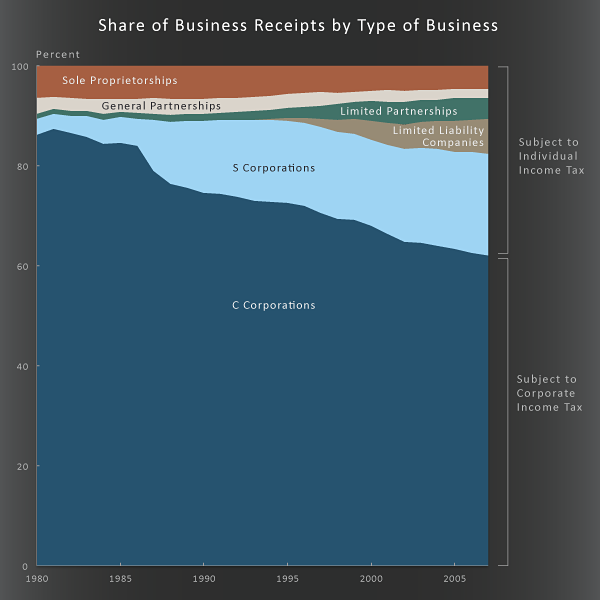 Share of Business Receipts by Type of Business
Percent
100
80
60
40
20
0
Sole Proprietorships
General Partnerships
Limited Partnerships
Limited Liability
Companies
S Corporations
C Corporations
Subject to
Individual
Income Tax
Subject to
Corporate
Income Tax
1980 1985 1990 1995 2000 2005